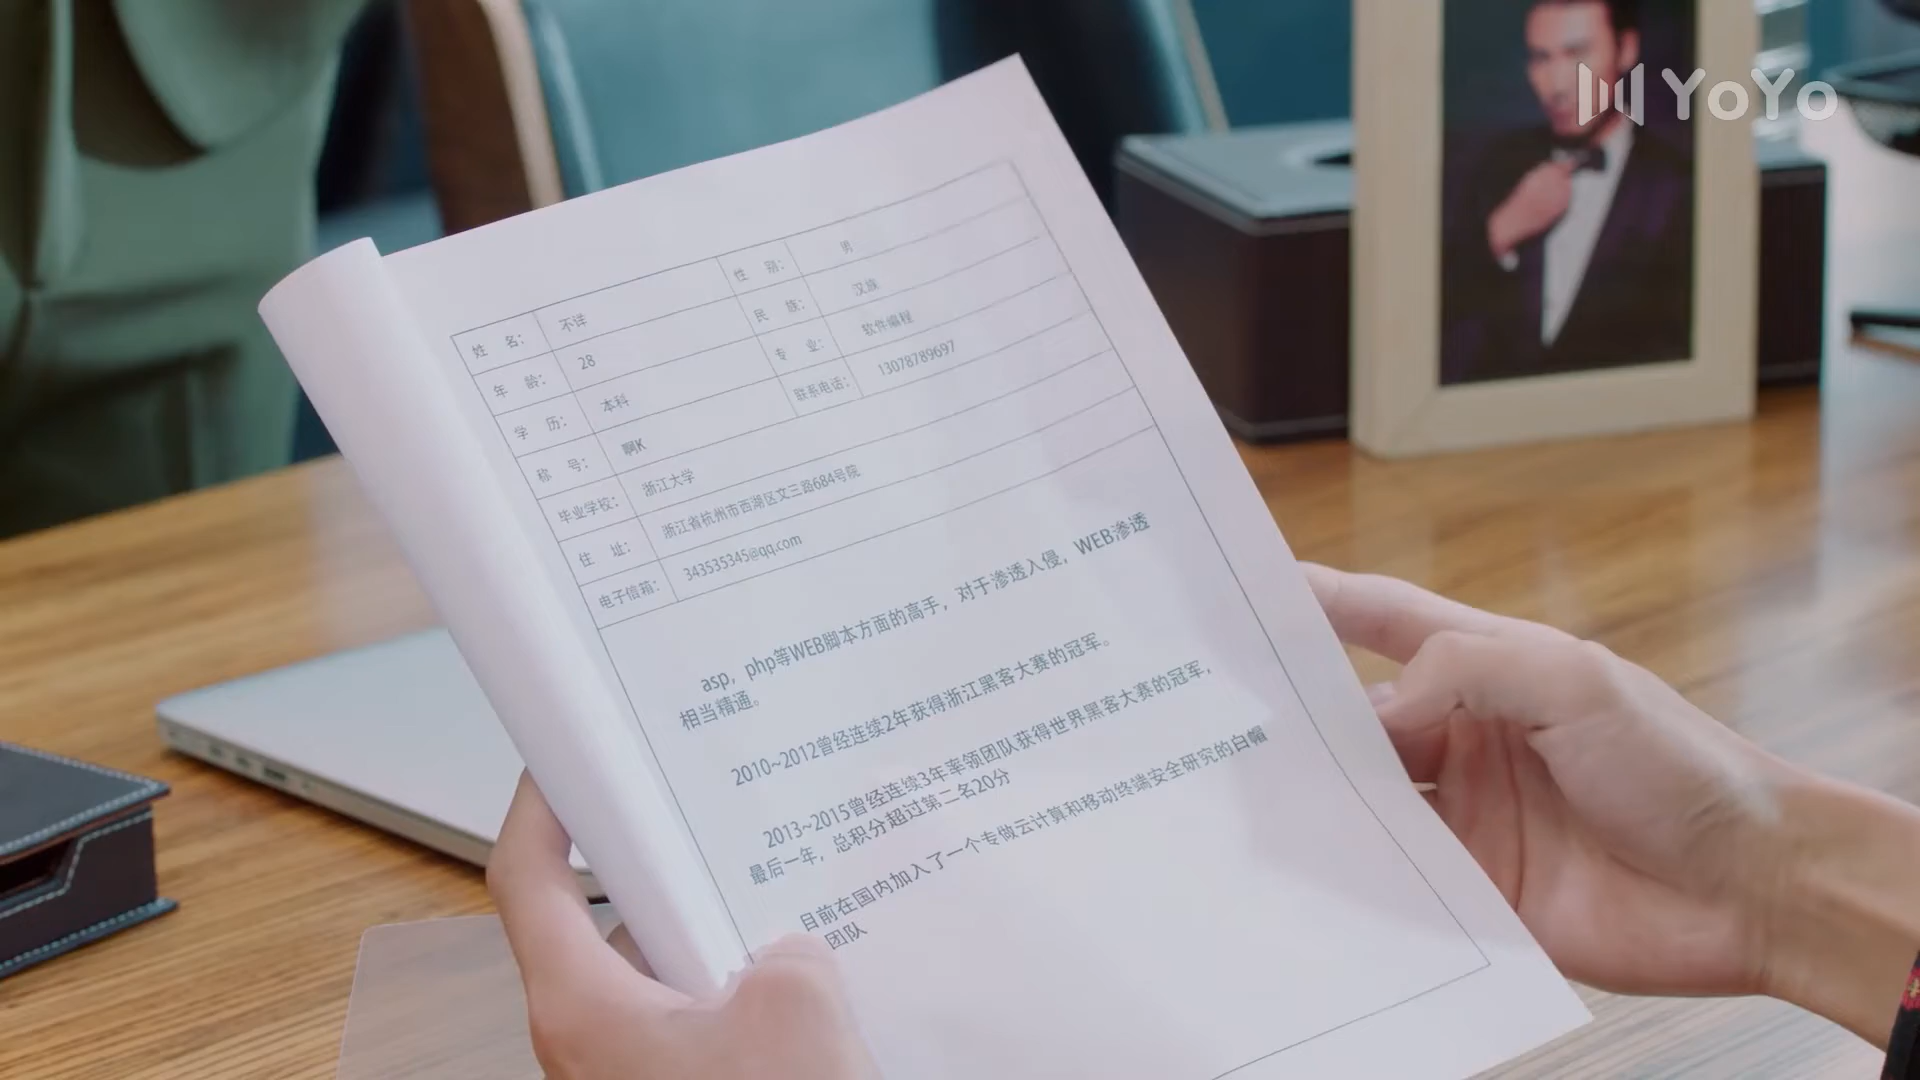 YoYo
姓 名： 不详 性 别： 男
年 龄： 28 民 族： 汉族
学 历： 本科 专 业： 软件编程
称 号： 啊K 联系电话： 13078789697
毕业学校： 浙江大学
住 址： 浙江省杭州市西湖区文三路684号院
电子信箱： 343535345@qq.com
asp，php等WEB脚本方面的高手，对于渗透入侵，WEB渗透
相当精通。
2010~2012曾经连续2年获得浙江黑客大赛的冠军。
2013~2015曾经连续3年率领团队获得世界黑客大赛的冠军，
最后一年，总积分超过第二名20分
目前在国内加入了一个专做云计算和移动终端安全研究的白帽
团队